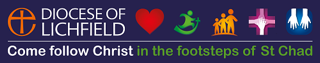 DIOCESE OF
LICHFIELD
Come follow Christ in the footsteps of St Chad